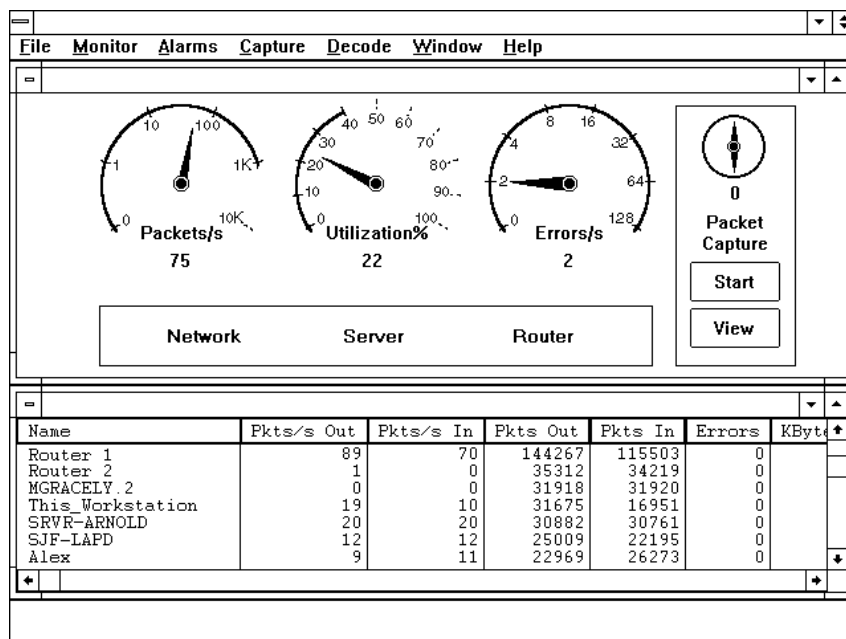 File Monitor Alarms Capture Decode Window Help
0 1 10 100 1K 10K
Packets/s
75
0 10 20 30 40 50 60 70 80 90 100
Utilization%
22
0 2 4 8 16 32 64 128
Errors/s
2
0
Packet
Capture
Start
View
Network Server Router
Name Pkts/s Out Pkts/s In Pkts Out Pkts In Errors KByte
Router 1 89 70 144267 115503 0
Router 2 1 0 35312 34219 0
MGRACELY.2 0 0 31918 31920 0
This_Workstation 19 10 31675 16951 0
SRVR-ARNOLD 20 20 30882 30761 0
SJF-LAPD 12 12 25009 22195 0
Alex 9 11 22969 26273 0